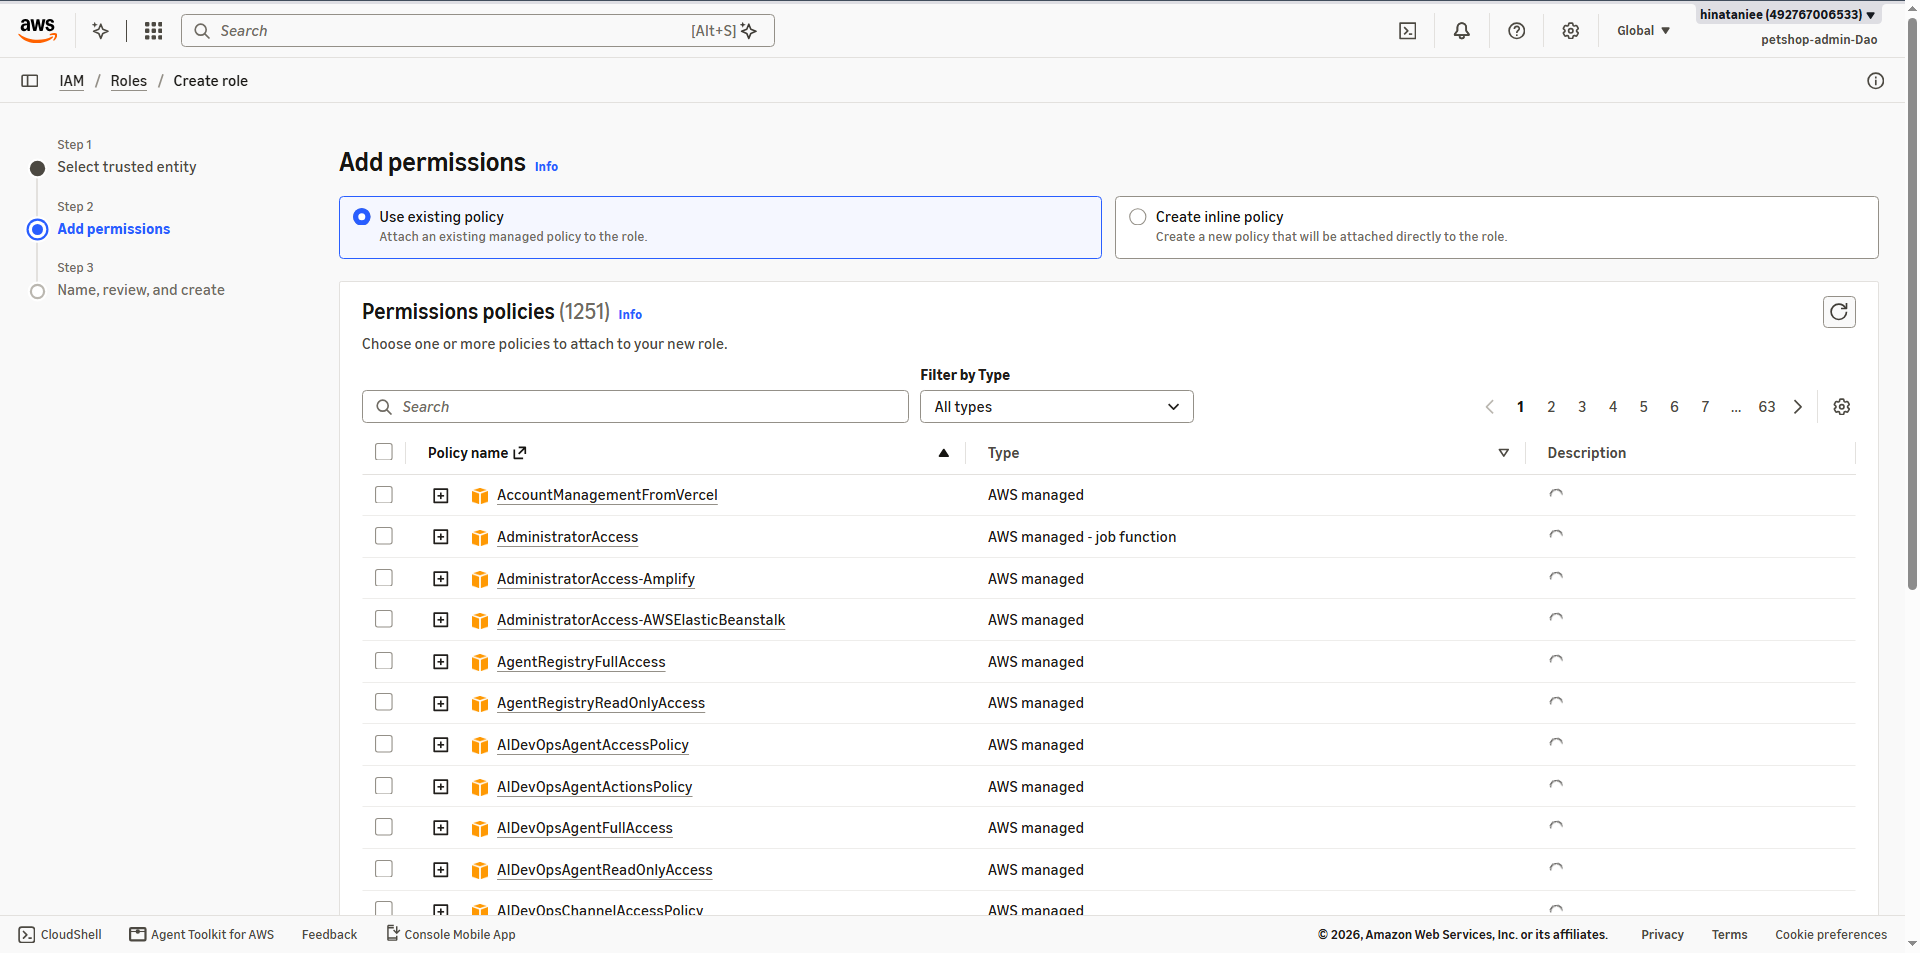 aws
Search [Alt+S]
Global ▼
hinataniee (492767006533) ▼
petshop-admin-Dao
IAM / Roles / Create role
Step 1
Select trusted entity
Step 2
Add permissions
Step 3
Name, review, and create
Add permissions Info
Use existing policy
Attach an existing managed policy to the role.
Create inline policy
Create a new policy that will be attached directly to the role.
Permissions policies (1251) Info
Choose one or more policies to attach to your new role.
Filter by Type
Search
All types
1 2 3 4 5 6 7 ... 63
Policy name Type Description
AccountManagementFromVercel AWS managed
AdministratorAccess AWS managed - job function
AdministratorAccess-Amplify AWS managed
AdministratorAccess-AWSElasticBeanstalk AWS managed
AgentRegistryFullAccess AWS managed
AgentRegistryReadOnlyAccess AWS managed
AIDevOpsAgentAccessPolicy AWS managed
AIDevOpsAgentActionsPolicy AWS managed
AIDevOpsAgentFullAccess AWS managed
AIDevOpsAgentReadOnlyAccess AWS managed
AIDevOpsChannelAccessPolicy AWS managed
CloudShell Agent Toolkit for AWS Feedback Console Mobile App © 2026, Amazon Web Services, Inc. or its affiliates. Privacy Terms Cookie preferences